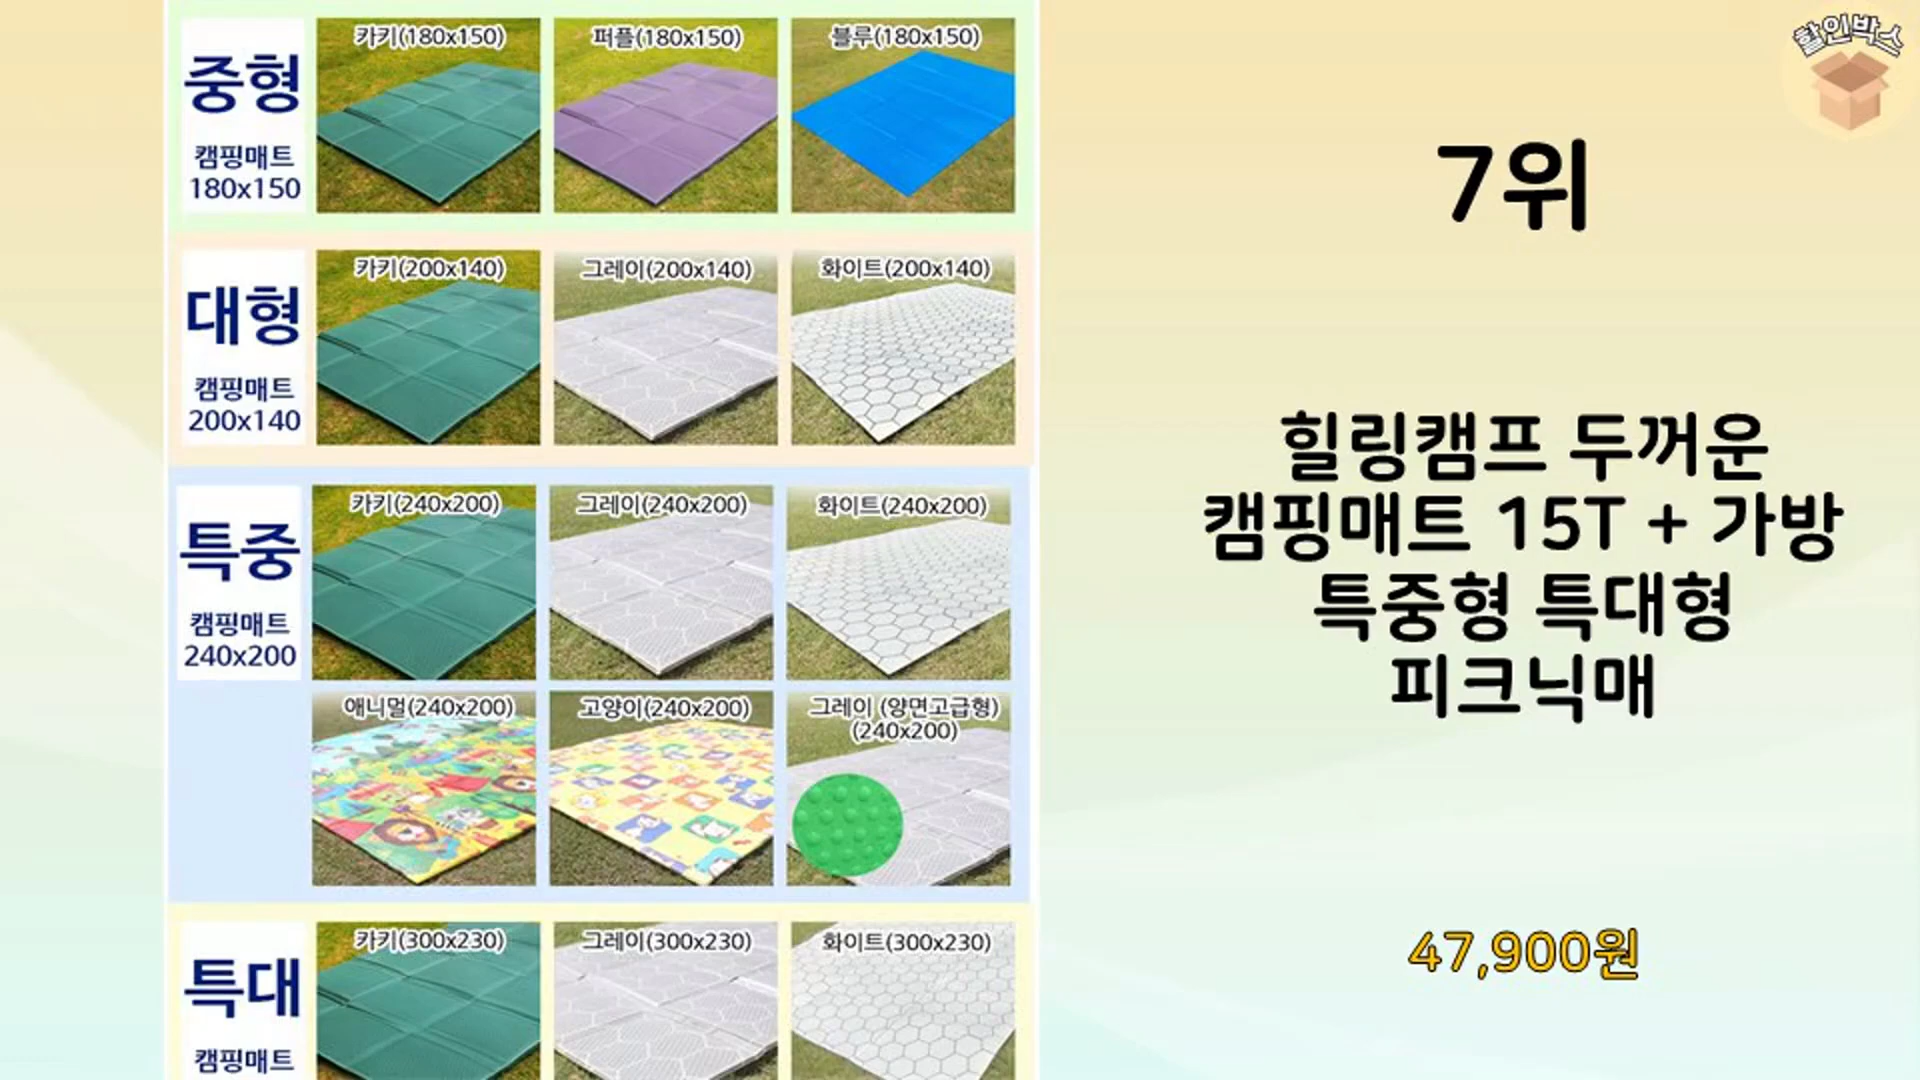 중형
캠핑매트
180x150
카키(180x150)
퍼플(180x150)
블루(180x150)
대형
캠핑매트
200x140
카키(200x140)
그레이(200x140)
화이트(200x140)
특중
캠핑매트
240x200
카키(240x200)
그레이(240x200)
화이트(240x200)
애니멀(240x200)
고양이(240x200)
그레이 (양면고급형)
(240x200)
특대
캠핑매트
카키(300x230)
그레이(300x230)
화이트(300x230)
할인박스
7위
힐링캠프 두꺼운
캠핑매트 15T + 가방
특중형 특대형
피크닉매
47,900원